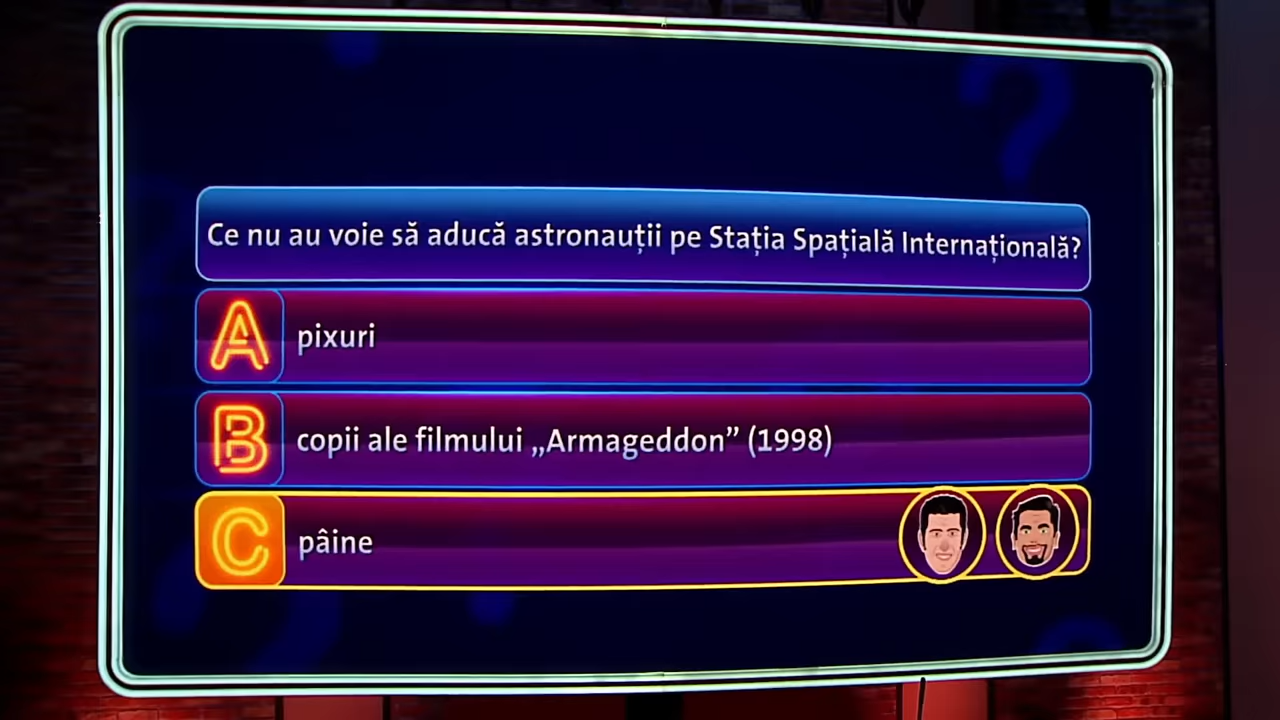 Ce nu au voie să aducă astronauții pe Stația Spațială Internațională?
A pixuri
B copii ale filmului „Armageddon” (1998)
C pâine